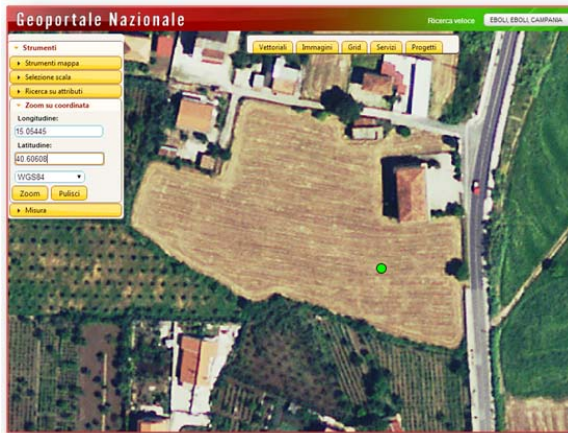 Geoportale Nazionale
Ricerca veloce
EBOLI, EBOLI, CAMPANIA
Strumenti
Vettoriali
Immagini
Grid
Servizi
Progetti
Strumenti mappa
Selezione scala
Ricerca su attributi
Zoom su coordinata
Longitudine:
15.05445
Latitudine:
40.60608
WGS84
Zoom
Pulisci
Misura